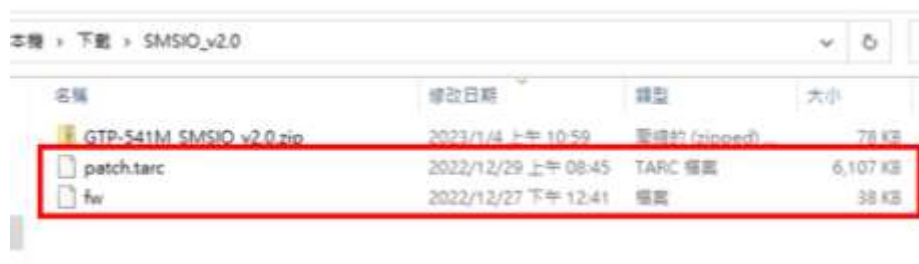 本機 › 下載 › SMSIO_v2.0
名稱 修改日期 類型 大小
GTP-541M_SMSIO_v2.0.zip 2023/1/4 上午 10:59 壓縮的 (zipped) ... 78 KB
patch.tarc 2022/12/29 上午 08:45 TARC 檔案 6,107 KB
fw 2022/12/27 下午 12:41 檔案 38 KB